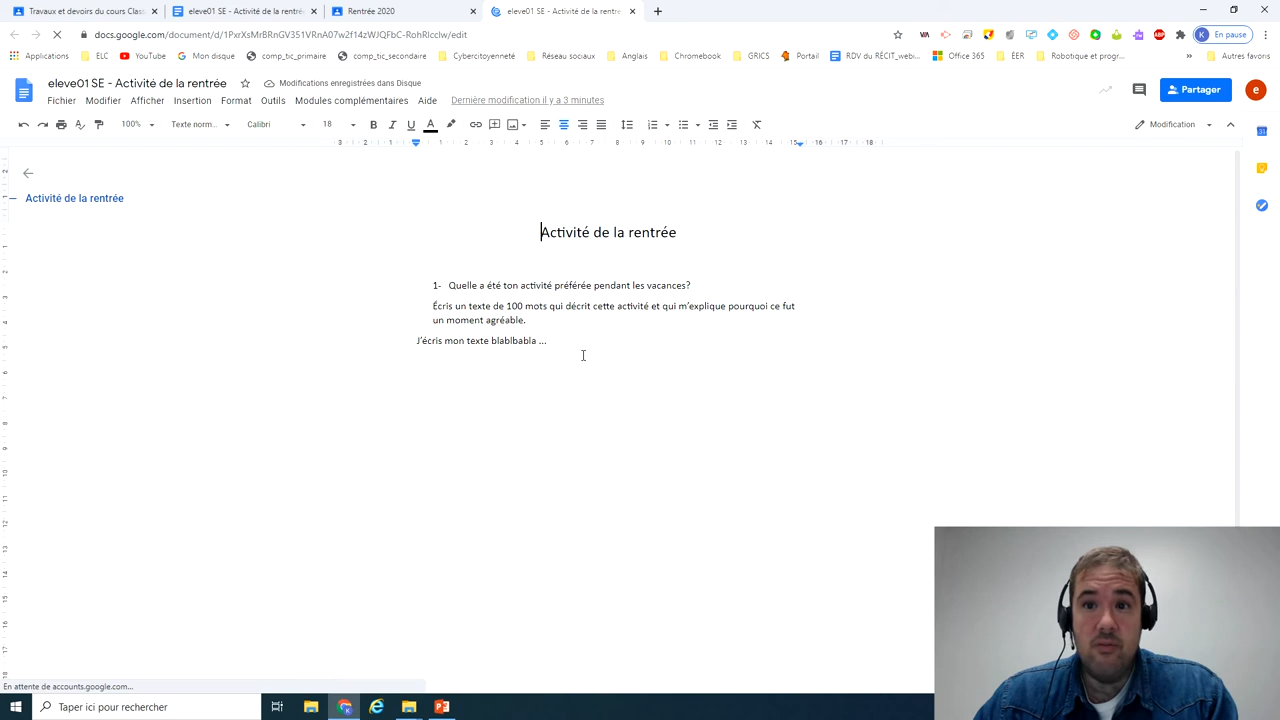 Travaux et devoirs du cours Class
eleve01 SE - Activité de la rentrée
Rentrée 2020
eleve01 SE - Activité de la rentré
docs.google.com/document/d/1PxrXsMrBRnGV351VRnA07w2f14zWJQFbC-RohRIccIw/edit
En pause
Applications
ELC
YouTube
Mon disque
comp_tic_primaire
comp_tic_secondaire
Cybercitoyenneté
Réseau sociaux
Anglais
Chromebook
GRICS
Portail
RDV du RÉCIT_webi...
Office 365
ÉER
Robotique et progr...
Autres favoris
eleve01 SE - Activité de la rentrée
Modifications enregistrées dans Disque
Partager
Fichier Modifier Afficher Insertion Format Outils Modules complémentaires Aide
Dernière modification il y a 3 minutes
100% Texte norm... Calibri 18
Modification
Activité de la rentrée
Activité de la rentrée
1- Quelle a été ton activité préférée pendant les vacances?
Écris un texte de 100 mots qui décrit cette activité et qui m'explique pourquoi ce fut
un moment agréable.
J'écris mon texte blablbabla ...
En attente de accounts.google.com...
Taper ici pour rechercher